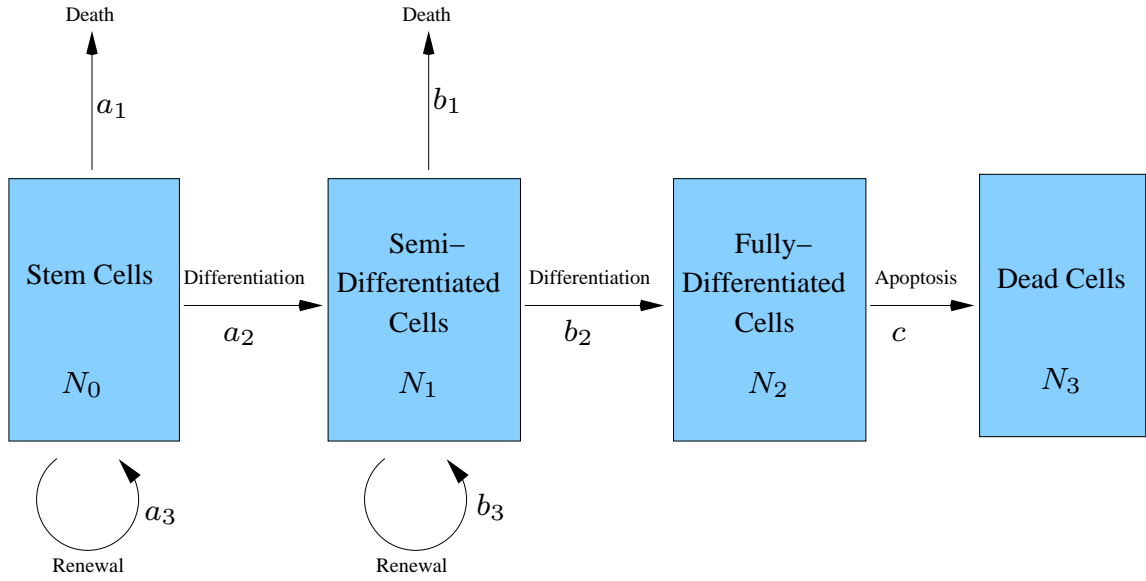 Death
Death
a1
b1
Stem Cells
N0
Differentiation
a2
Semi–
Differentiated
Cells
N1
Differentiation
b2
Fully–
Differentiated
Cells
N2
Apoptosis
c
Dead Cells
N3
a3
Renewal
b3
Renewal